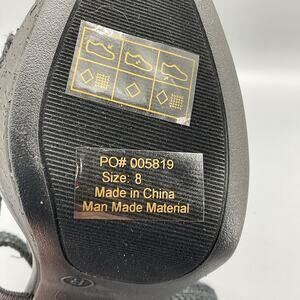 PO# 005819
Size: 8
Made in China
Man Made Material